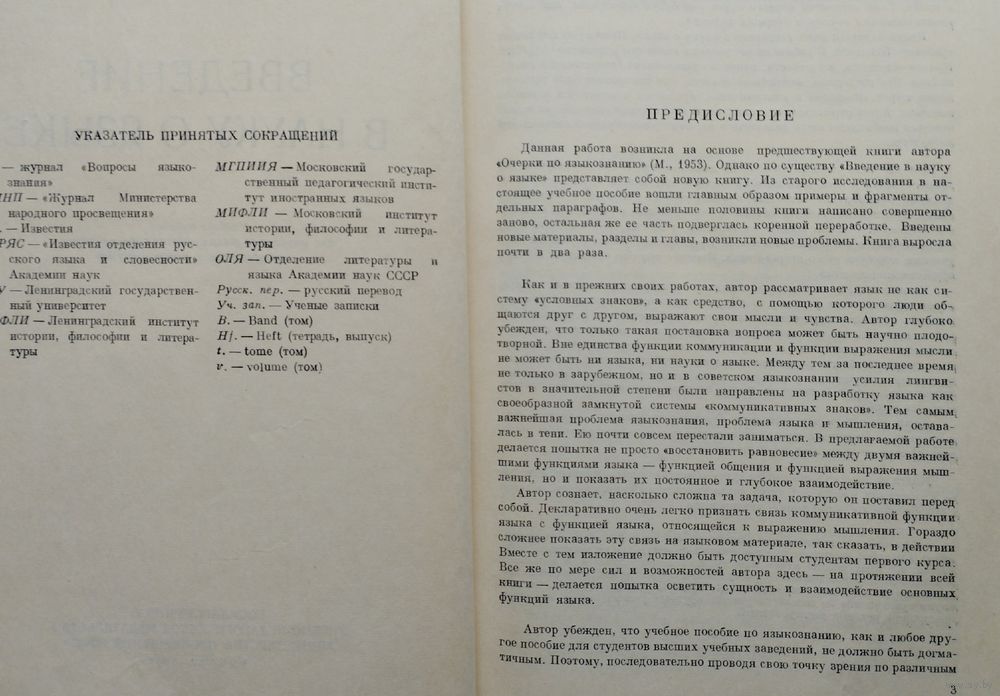 УКАЗАТЕЛЬ ПРИНЯТЫХ СОКРАЩЕНИЙ
— журнал «Вопросы языко-
знания»
НП — «Журнал Министерства
народного просвещения»
. — Известия
РЯС — «Известия отделения рус-
ского языка и словесности»
Академии наук
У — Ленинградский государствен-
ный университет
ФЛИ — Ленинградский институт
истории, философии и литера-
туры
МГПИИЯ — Московский государ-
ственный педагогический инсти-
тут иностранных языков
МИФЛИ — Московский институт
истории, философии и литера-
туры
ОЛЯ — Отделение литературы и
языка Академии наук СССР
Русск. пер. — русский перевод
Уч. зап. — Ученые записки
B. — Band (том)
Hf. — Heft (тетрадь, выпуск)
t. — tome (том)
v. — volume (том)
ПРЕДИСЛОВИЕ
Данная работа возникла на основе предшествующей книги автора
«Очерки по языкознанию» (М., 1953). Однако по существу «Введение в науку
о языке» представляет собой новую книгу. Из старого исследования в на-
стоящее учебное пособие вошли главным образом примеры и фрагменты от-
дельных параграфов. Не меньше половины книги написано совершенно
заново, остальная же ее часть подверглась коренной переработке. Введены
новые материалы, разделы и главы, возникли новые проблемы. Книга выросла
почти в два раза.
Как и в прежних своих работах, автор рассматривает язык не как си-
стему «условных знаков», а как средство, с помощью которого люди об-
щаются друг с другом, выражают свои мысли и чувства. Автор глубоко
убежден, что только такая постановка вопроса может быть научно плодо-
творной. Вне единства функции коммуникации и функции выражения мысли
не может быть ни языка, ни науки о языке. Между тем за последнее время
не только в зарубежном, но и в советском языкознании усилия лингви-
стов в значительной степени были направлены на разработку языка как
своеобразной замкнутой системы «коммуникативных знаков». Тем самым
важнейшая проблема языкознания, проблема языка и мышления, остава-
лась в тени. Ею почти совсем перестали заниматься. В предлагаемой работе
делается попытка не просто «восстановить равновесие» между двумя важней-
шими функциями языка — функцией общения и функцией выражения мыш-
ления, но и показать их постоянное и глубокое взаимодействие.
Автор сознает, насколько сложна та задача, которую он поставил перед
собой. Декларативно очень легко признать связь коммуникативной функции
языка с функцией языка, относящейся к выражению мышления. Гораздо
сложнее показать эту связь на языковом материале, так сказать, в действии
Вместе с тем изложение должно быть доступным студентам первого курса.
Все же по мере сил и возможностей автора здесь — на протяжении всей
книги — делается попытка осветить сущность и взаимодействие основных
функций языка.
Автор убежден, что учебное пособие по языкознанию, как и любое дру-
гое пособие для студентов высших учебных заведений, не должно быть догма-
тичным. Поэтому, последовательно проводя свою точку зрения по различным
3